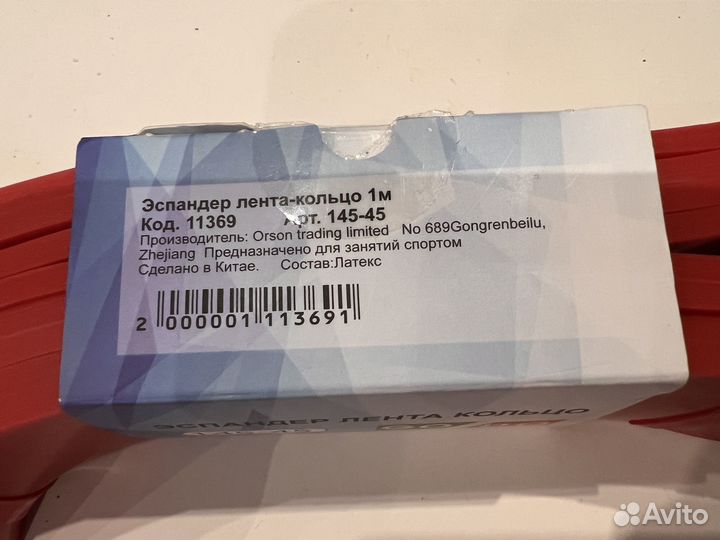 Эспандер лента-кольцо 1м
Код. 11369 Арт. 145-45
Производитель: Orson trading limited No 689Gongrenbeilu,
Zhejiang Предназначено для занятий спортом
Сделано в Китае. Состав:Латекс
2 000001 113691
ЭСПАНДЕР ЛЕНТА КОЛЬЦО
Avito